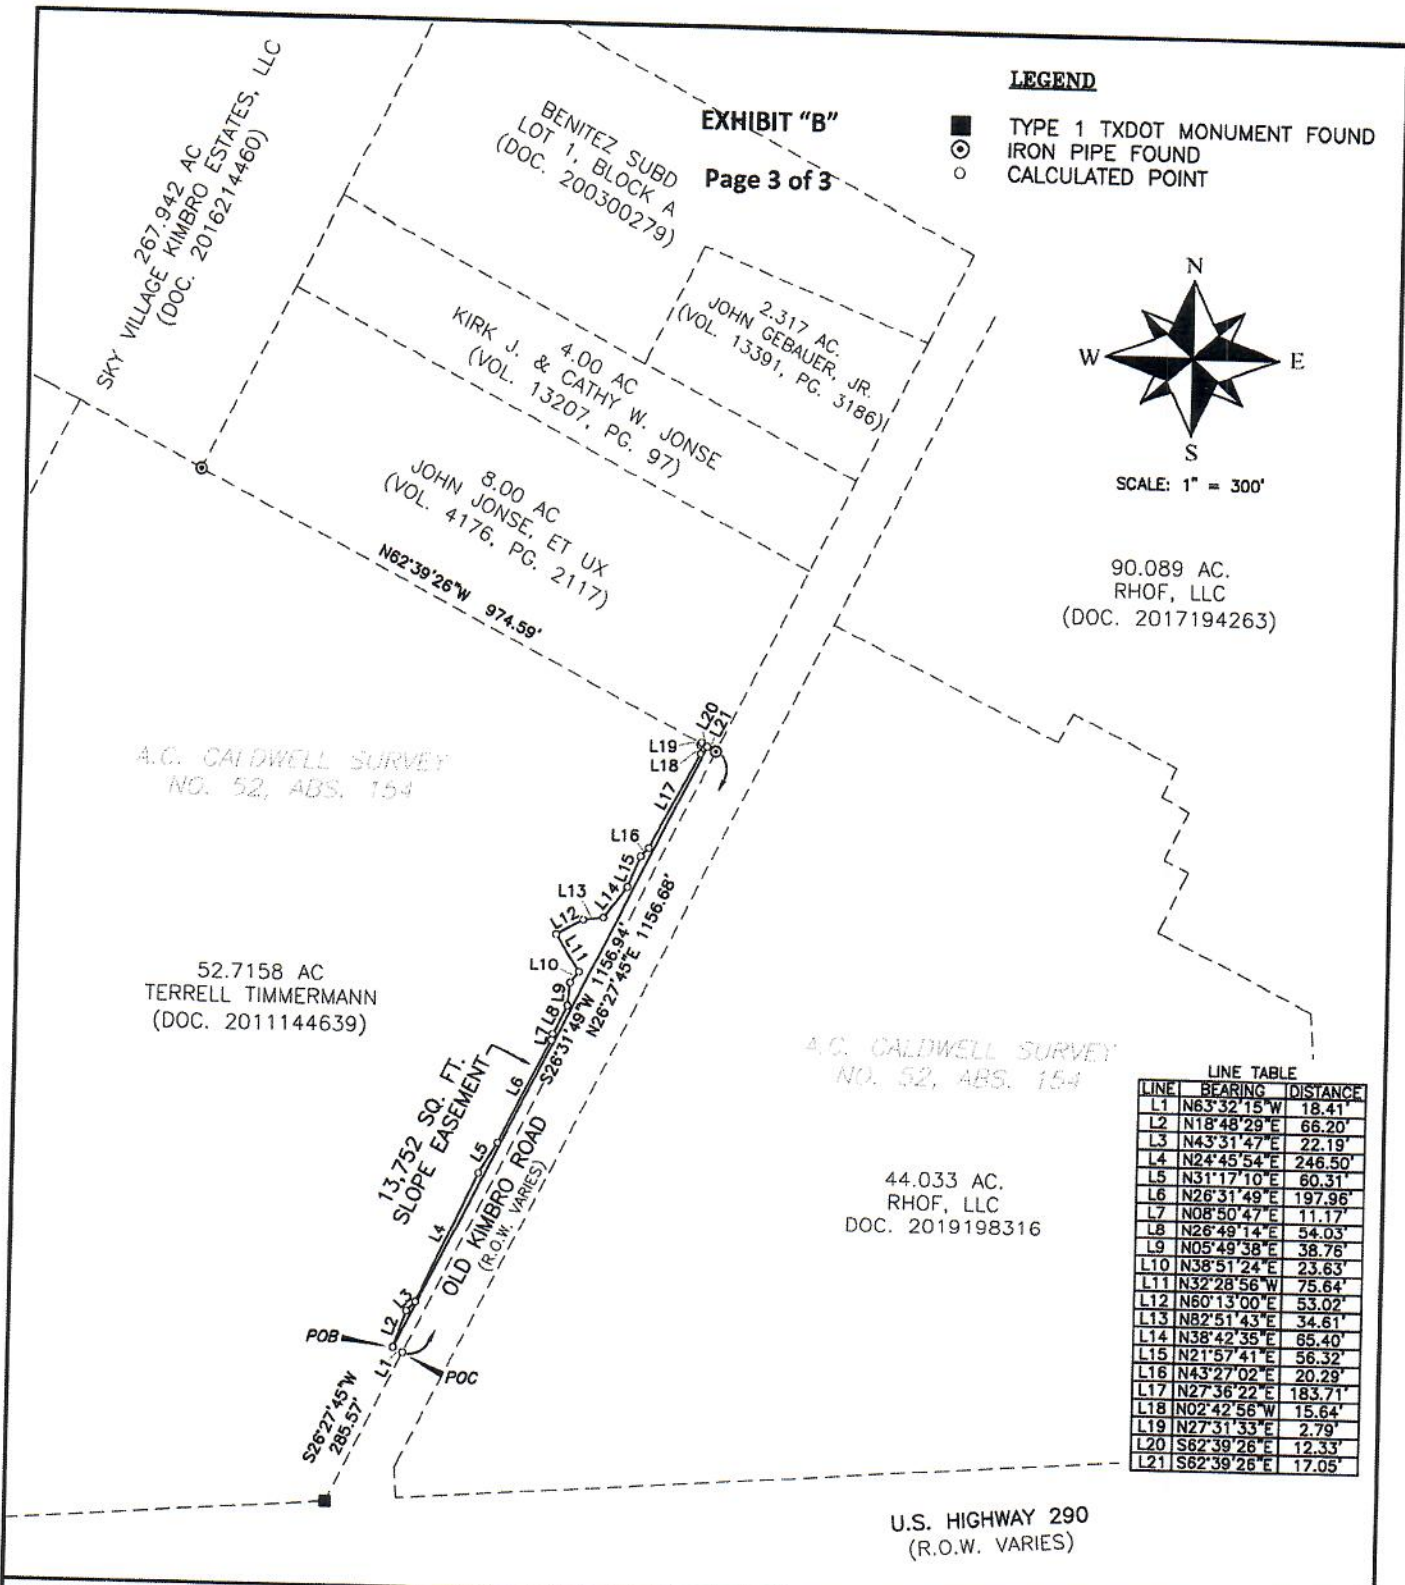 EXHIBIT “B”
Page 3 of 3
LEGEND
TYPE 1 TXDOT MONUMENT FOUND
IRON PIPE FOUND
CALCULATED POINT
267.942 AC
SKY VILLAGE KIMBRO ESTATES, LLC
(DOC. 2016214460)
BENITEZ SUBD
LOT 1, BLOCK A
(DOC. 200300279)
2.317 AC.
JOHN GEBAUER, JR.
(VOL. 13391, PG. 3186)
4.00 AC
KIRK J. & CATHY W. JONSE
(VOL. 13207, PG. 97)
8.00 AC
JOHN JONSE, ET UX
(VOL. 4176, PG. 2117)
N62°39'26"W 974.59'
N
W
E
S
SCALE: 1" = 300'
90.089 AC.
RHOF, LLC
(DOC. 2017194263)
A.C. CALDWELL SURVEY
NO. 52, ABS. 154
L20
L21
L19
L18
L17
L16
L15
L14
L13
L12
L11
L10
L9
L8
L7
L6
L5
L4
L3
L2
L1
52.7158 AC
TERRELL TIMMERMANN
(DOC. 2011144639)
S26°31'49"W 1156.94'
N26°27'45"E 1156.68'
13,752 SQ. FT.
SLOPE EASEMENT
OLD KIMBRO ROAD
(R.O.W. VARIES)
POB
POC
S26°27'45"W
285.57'
A.C. CALDWELL SURVEY
NO. 52, ABS. 154
44.033 AC.
RHOF, LLC
DOC. 2019198316
LINE TABLE
LINE BEARING DISTANCE
L1 N63°32'15"W 18.41'
L2 N18°48'29"E 66.20'
L3 N43°31'47"E 22.19'
L4 N24°45'54"E 246.50'
L5 N31°17'10"E 60.31'
L6 N26°31'49"E 197.96'
L7 N08°50'47"E 11.17'
L8 N26°49'14"E 54.03'
L9 N05°49'38"E 38.76'
L10 N38°51'24"E 23.63'
L11 N32°28'56"W 75.64'
L12 N60°13'00"E 53.02'
L13 N82°51'43"E 34.61'
L14 N38°42'35"E 65.40'
L15 N21°57'41"E 56.32'
L16 N43°27'02"E 20.29'
L17 N27°36'22"E 183.71'
L18 N02°42'56"W 15.64'
L19 N27°31'33"E 2.79'
L20 S62°39'26"E 12.33'
L21 S62°39'26"E 17.05'
U.S. HIGHWAY 290
(R.O.W. VARIES)